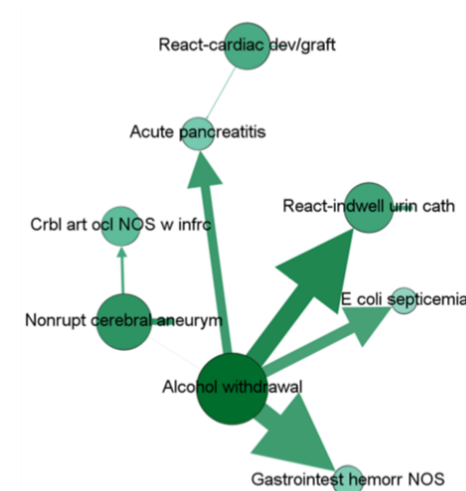 React-cardiac dev/graft
Acute pancreatitis
React-indwell urin cath
Crbl art ocl NOS w infrc
E coli septicemia
Nonrupt cerebral aneurym
Alcohol withdrawal
Gastrointest hemorr NOS